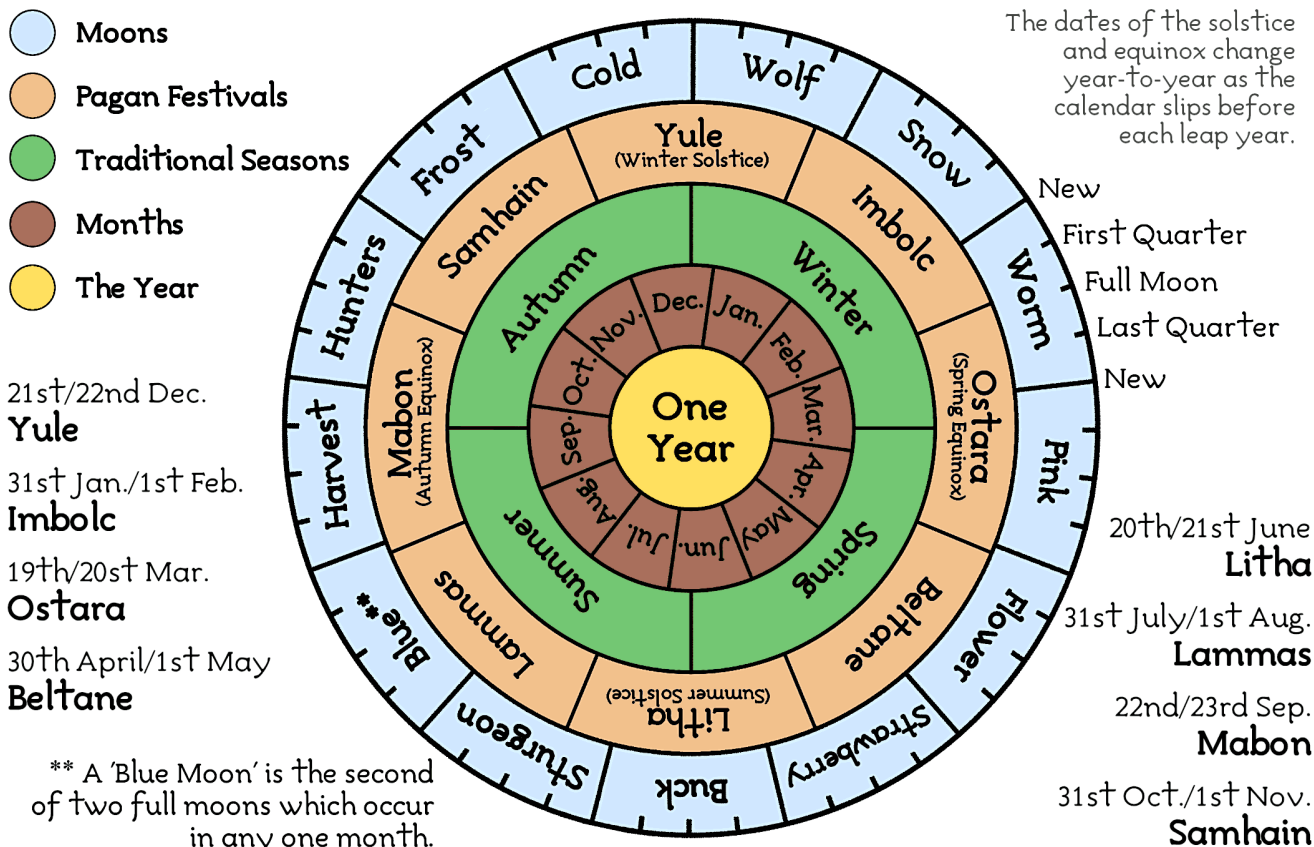 Moons
Pagan Festivals
Traditional Seasons
Months
The Year
The dates of the solstice
and equinox change
year-to-year as the
calendar slips before
each leap year.
Wolf
Snow
Worm
Pink
Flower
Strawberry
Buck
Sturgeon
Blue**
Harvest
Hunters
Frost
Cold
New
First Quarter
Full Moon
Last Quarter
New
Yule
(Winter Solstice)
Imbolc
Ostara
(Spring Equinox)
Beltane
Litha
(Summer Solstice)
Lammas
Mabon
(Autumn Equinox)
Samhain
Winter
Spring
Summer
Autumn
Jan.
Feb.
Mar.
Apr.
May
Jun.
Jul.
Aug.
Sep.
Oct.
Nov.
Dec.
One
Year
21st/22nd Dec.
Yule
31st Jan./1st Feb.
Imbolc
19th/20st Mar.
Ostara
30th April/1st May
Beltane
20th/21st June
Litha
31st July/1st Aug.
Lammas
22nd/23rd Sep.
Mabon
31st Oct./1st Nov.
Samhain
** A 'Blue Moon' is the second
of two full moons which occur
in any one month.